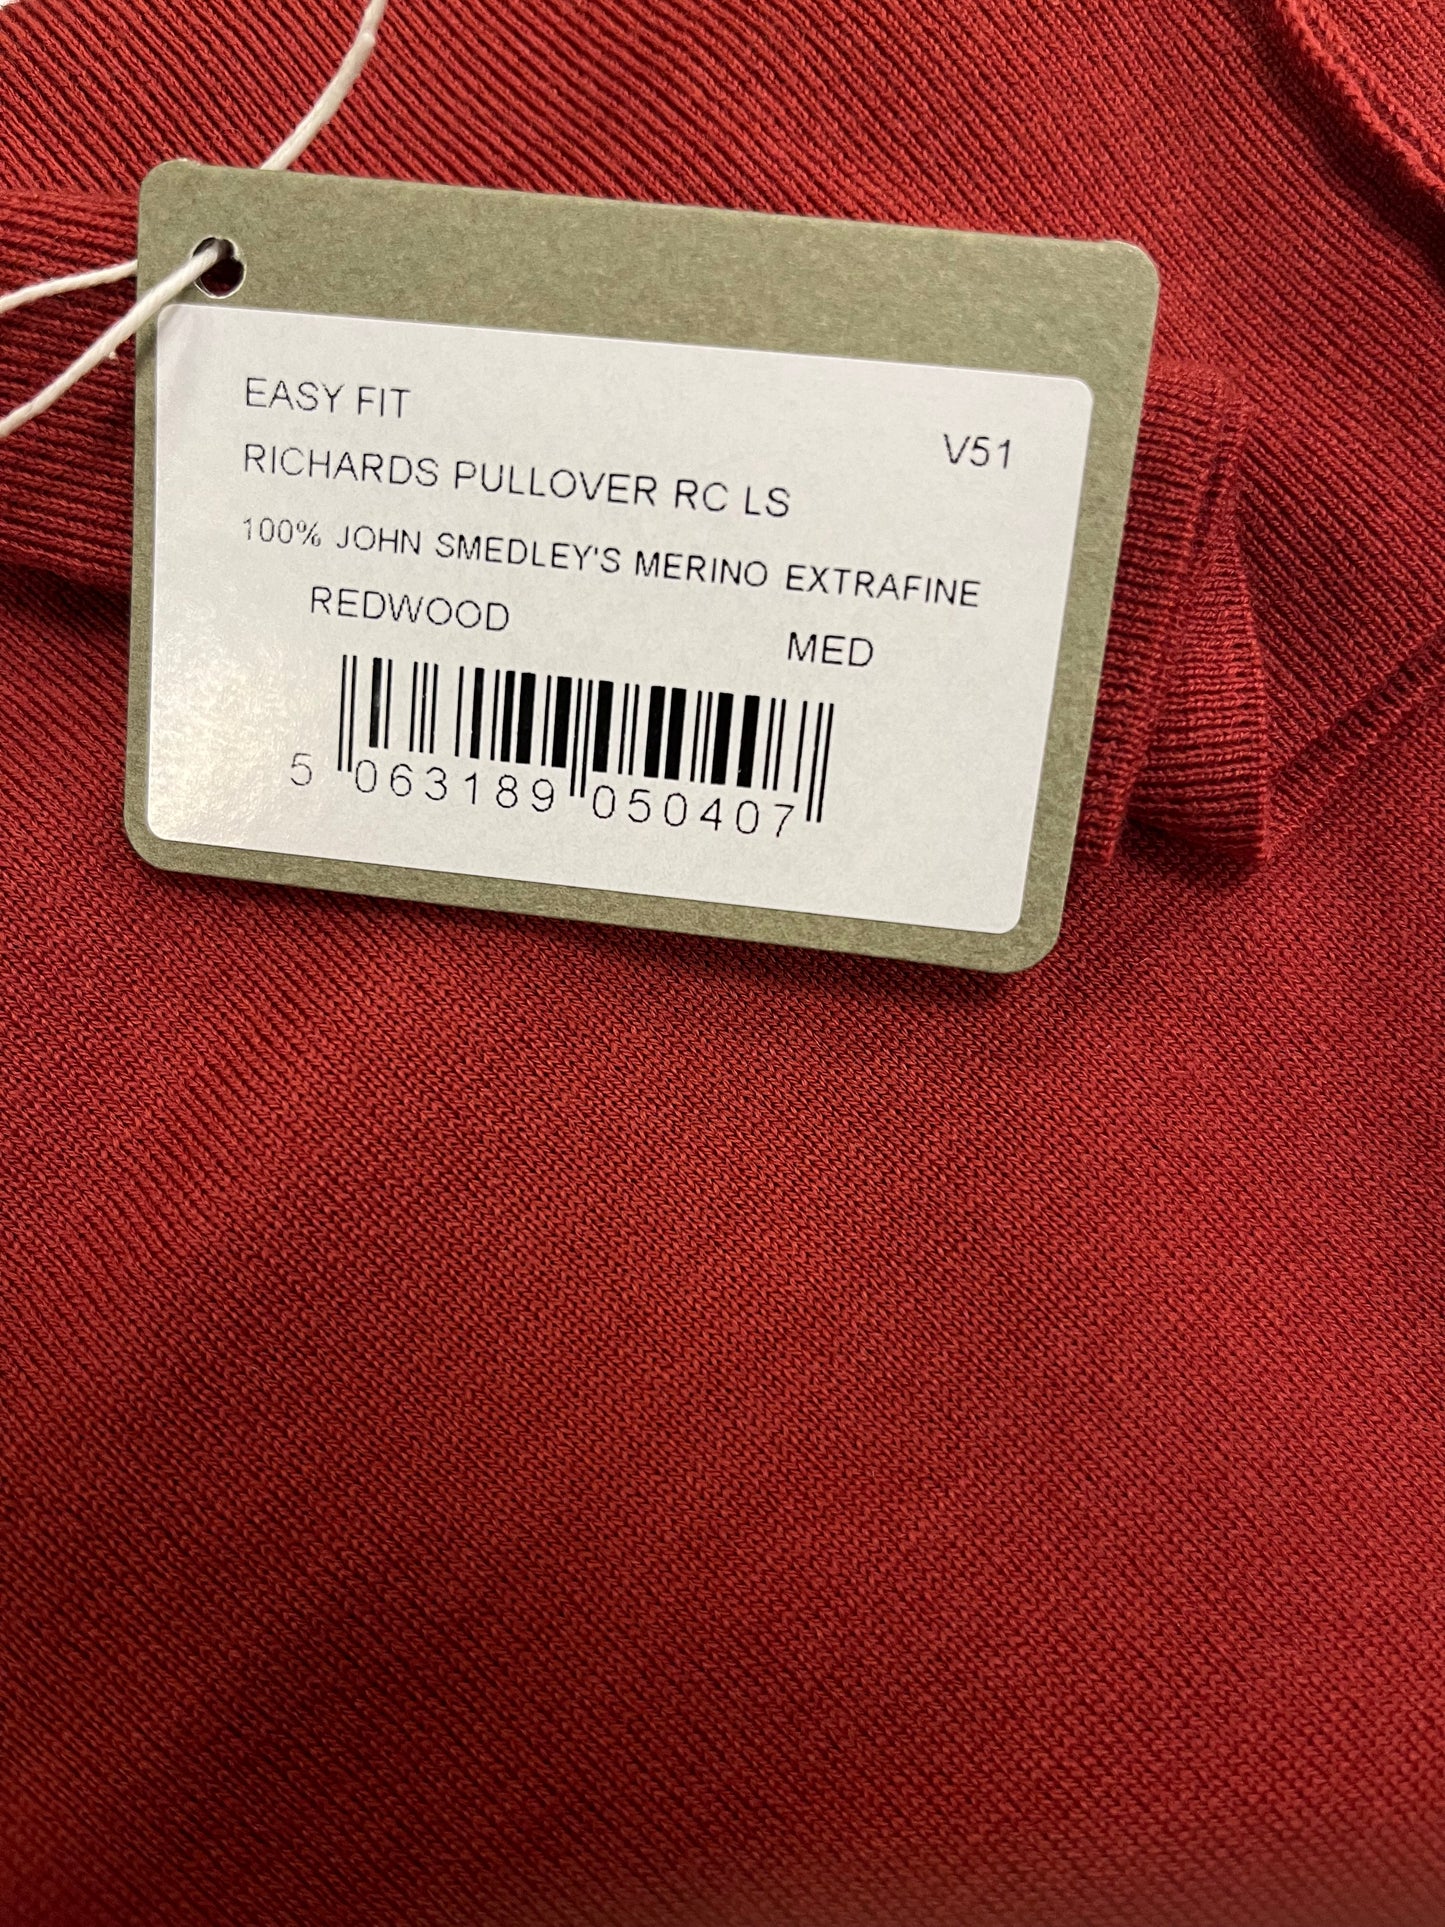 EASY FIT
V51
RICHARDS PULLOVER RC LS
100% JOHN SMEDLEY'S MERINO EXTRAFINE
REDWOOD MED
5 063189 050407